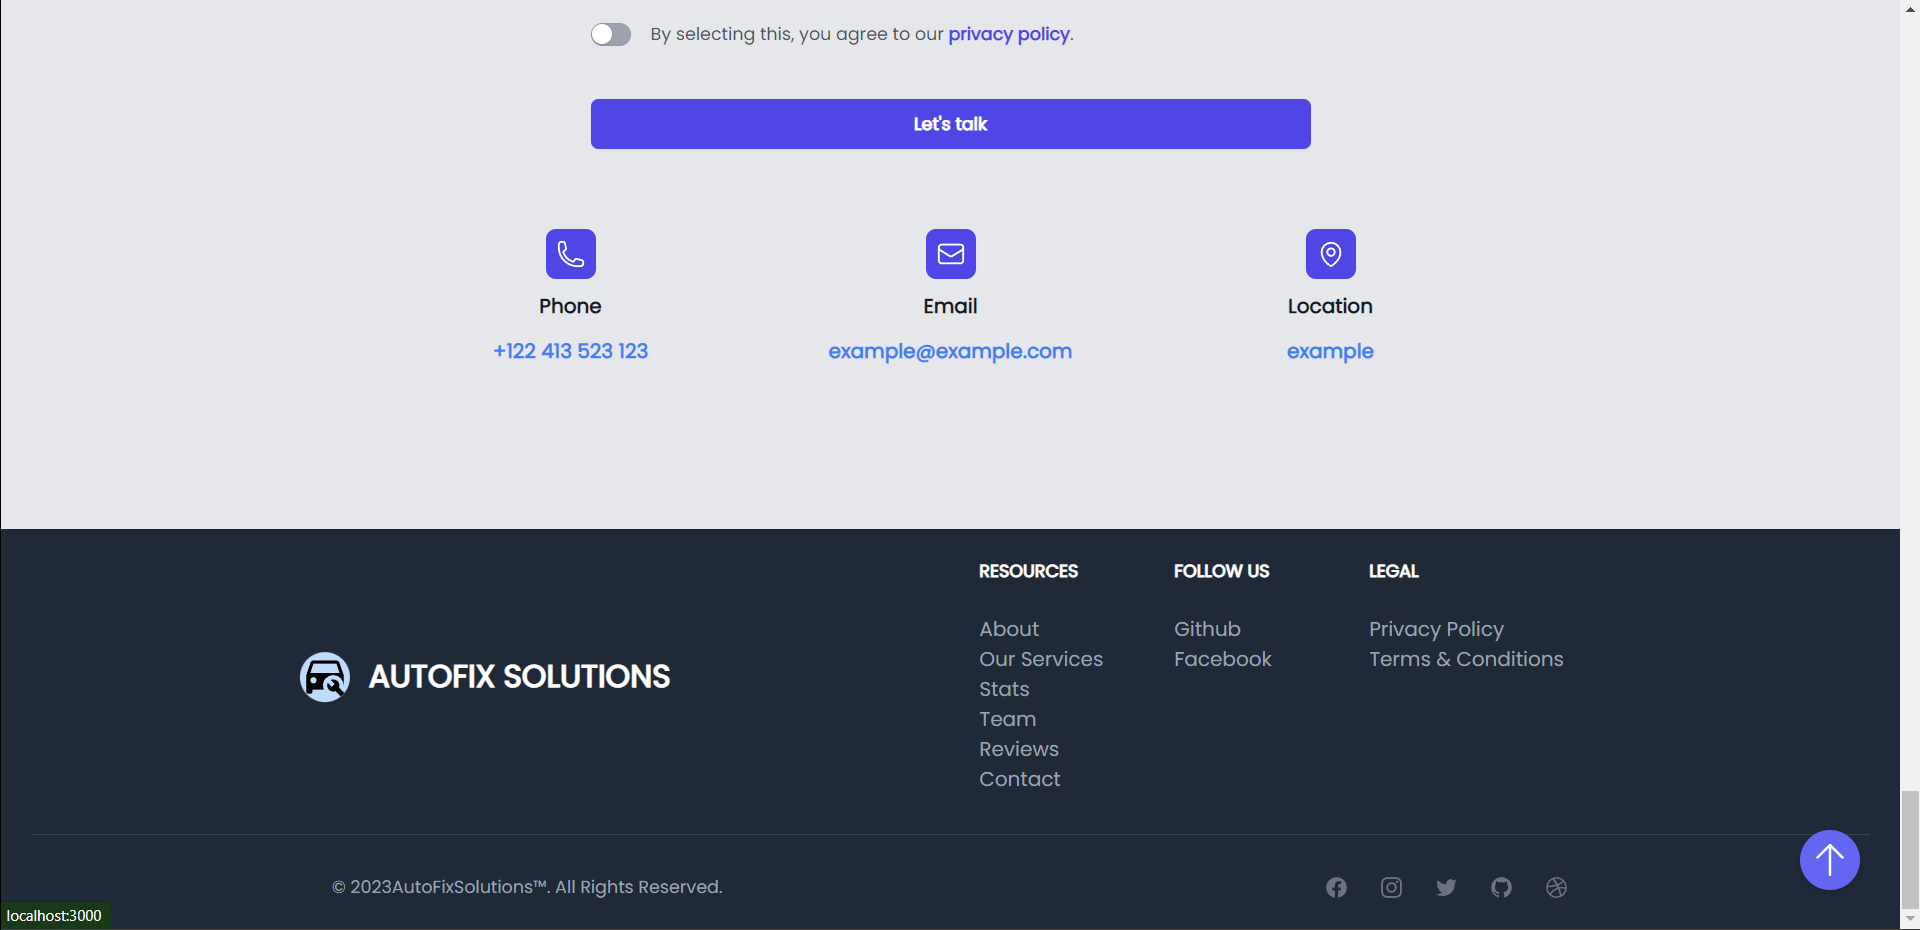 By selecting this, you agree to our privacy policy.
Let's talk
Phone
+122 413 523 123
Email
example@example.com
Location
example
AUTOFIX SOLUTIONS
RESOURCES
About
Our Services
Stats
Team
Reviews
Contact
FOLLOW US
Github
Facebook
LEGAL
Privacy Policy
Terms & Conditions
© 2023AutoFixSolutions™. All Rights Reserved.
localhost:3000